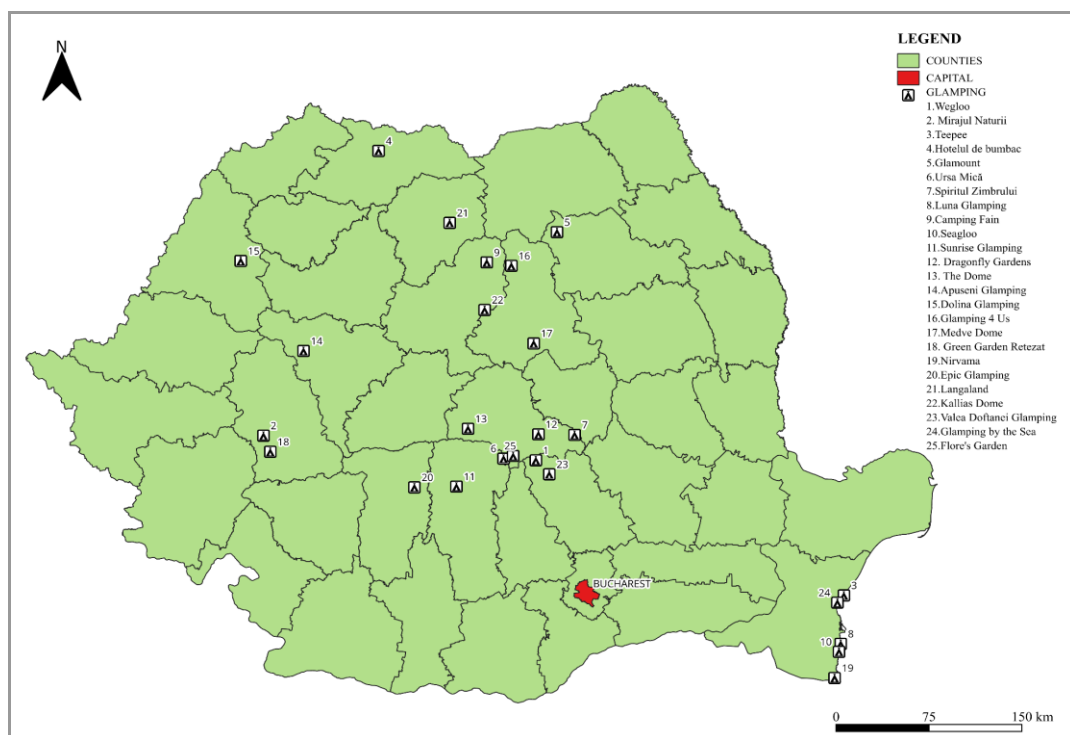 N
LEGEND
COUNTIES
CAPITAL
GLAMPING
1.Wegloo
2. Mirajul Naturii
3.Teepee
4.Hotelul de bumbac
5.Glamount
6.Ursa Mică
7.Spiritul Zimbrului
8.Luna Glamping
9.Camping Fain
10.Seagloo
11.Sunrise Glamping
12. Dragonfly Gardens
13. The Dome
14.Apuseni Glamping
15.Dolina Glamping
16.Glamping 4 Us
17.Medve Dome
18. Green Garden Retezat
19.Nirvama
20.Epic Glamping
21.Langaland
22.Kallias Dome
23.Valea Doftanei Glamping
24.Glamping by the Sea
25.Flore's Garden
4
21
5
15
9
16
22
17
14
13
2
12
7
18
6
25
1
23
20
11
BUCHAREST
3
24
8
10
19
0
75
150 km